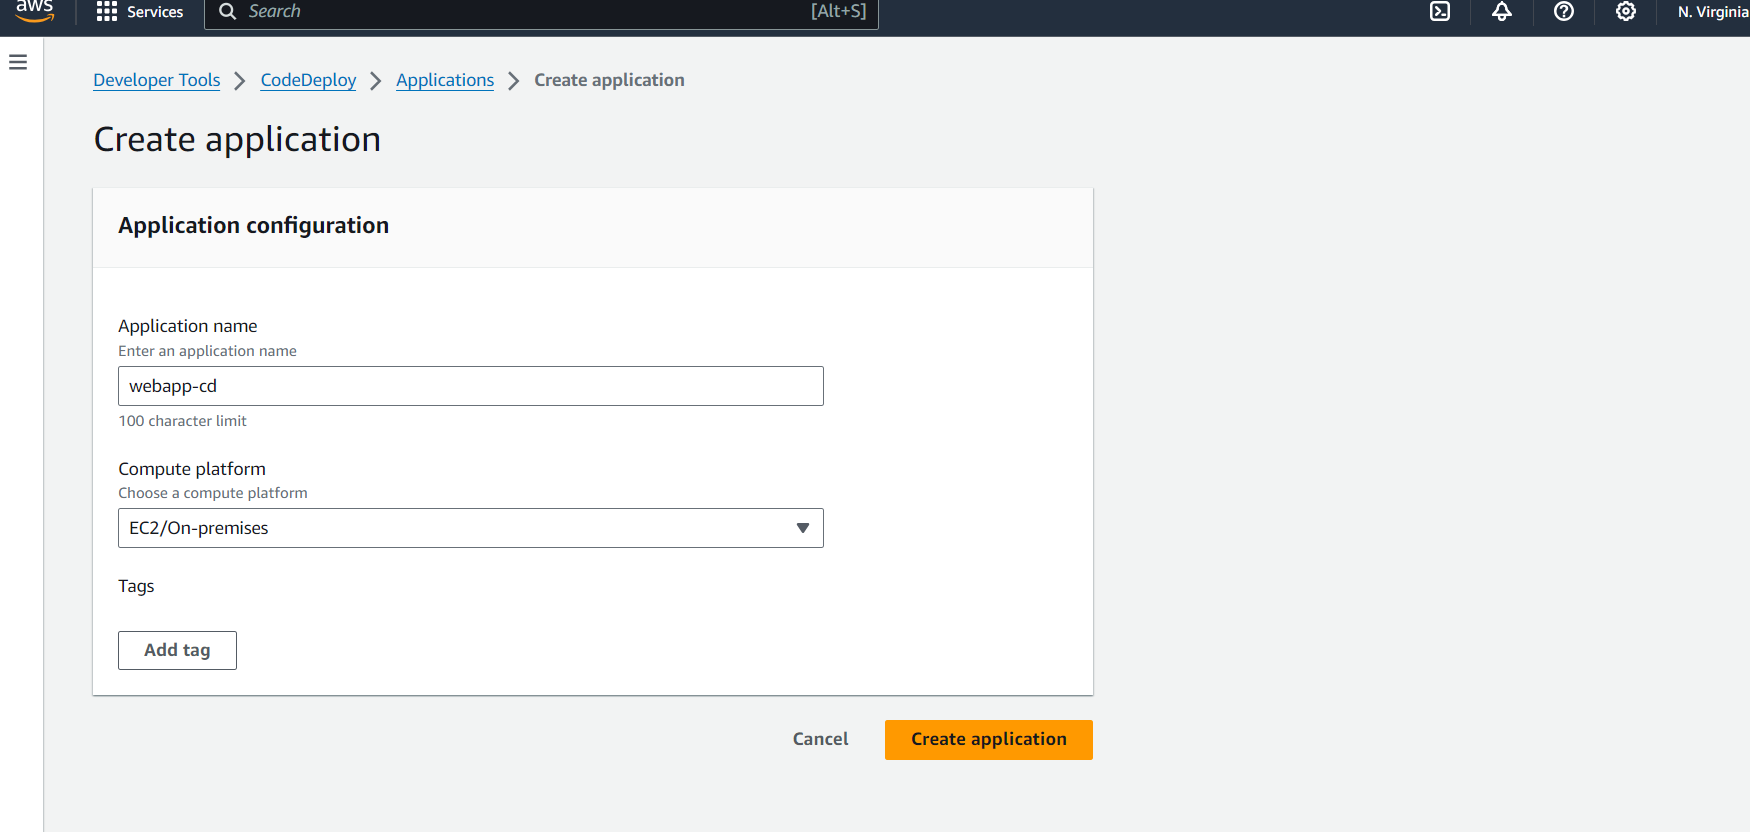 aws
Services
Search
[Alt+S]
N. Virginia
Developer Tools
CodeDeploy
Applications
Create application
Create application
Application configuration
Application name
Enter an application name
webapp-cd
100 character limit
Compute platform
Choose a compute platform
EC2/On-premises
Tags
Add tag
Cancel
Create application